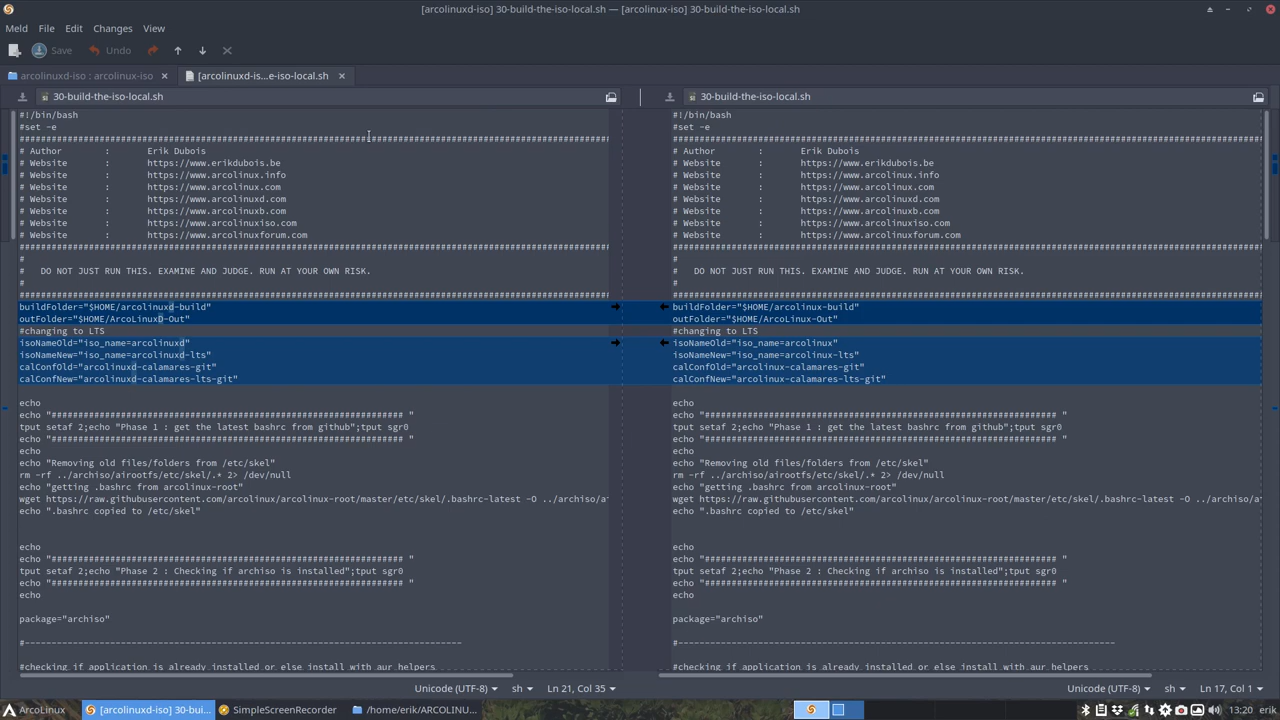 [arcolinuxd-iso] 30-build-the-iso-local.sh — [arcolinux-iso] 30-build-the-iso-local.sh
Meld File Edit Changes View
Save Undo
arcolinuxd-iso : arcolinux-iso [arcolinuxd-is...e-iso-local.sh
30-build-the-iso-local.sh
#!/bin/bash
#set -e
# Author : Erik Dubois
# Website : https://www.erikdubois.be
# Website : https://www.arcolinux.info
# Website : https://www.arcolinux.com
# Website : https://www.arcolinuxd.com
# Website : https://www.arcolinuxb.com
# Website : https://www.arcolinuxiso.com
# Website : https://www.arcolinuxforum.com
#
# DO NOT JUST RUN THIS. EXAMINE AND JUDGE. RUN AT YOUR OWN RISK.
#
buildFolder="$HOME/arcolinuxd-build"
outFolder="$HOME/ArcoLinuxD-Out"
#changing to LTS
isoNameOld="iso_name=arcolinuxd"
isoNameNew="iso_name=arcolinuxd-lts"
calConfOld="arcolinuxd-calamares-git"
calConfNew="arcolinuxd-calamares-lts-git"
echo
echo "################################################################## "
tput setaf 2;echo "Phase 1 : get the latest bashrc from github";tput sgr0
echo "################################################################## "
echo
echo "Removing old files/folders from /etc/skel"
rm -rf ../archiso/airootfs/etc/skel/.* 2> /dev/null
echo "getting .bashrc from arcolinux-root"
wget https://raw.githubusercontent.com/arcolinux/arcolinux-root/master/etc/skel/.bashrc-latest -O ../archiso/a
echo ".bashrc copied to /etc/skel"
echo
echo "################################################################## "
tput setaf 2;echo "Phase 2 : Checking if archiso is installed";tput sgr0
echo "################################################################## "
echo
package="archiso"
#----------------------------------------------------------------------------------
#checking if application is already installed or else install with aur helpers
Unicode (UTF-8) sh Ln 21, Col 35
30-build-the-iso-local.sh
#!/bin/bash
#set -e
# Author : Erik Dubois
# Website : https://www.erikdubois.be
# Website : https://www.arcolinux.info
# Website : https://www.arcolinux.com
# Website : https://www.arcolinuxd.com
# Website : https://www.arcolinuxb.com
# Website : https://www.arcolinuxiso.com
# Website : https://www.arcolinuxforum.com
#
# DO NOT JUST RUN THIS. EXAMINE AND JUDGE. RUN AT YOUR OWN RISK.
#
buildFolder="$HOME/arcolinux-build"
outFolder="$HOME/ArcoLinux-Out"
#changing to LTS
isoNameOld="iso_name=arcolinux"
isoNameNew="iso_name=arcolinux-lts"
calConfOld="arcolinux-calamares-git"
calConfNew="arcolinux-calamares-lts-git"
echo
echo "################################################################## "
tput setaf 2;echo "Phase 1 : get the latest bashrc from github";tput sgr0
echo "################################################################## "
echo
echo "Removing old files/folders from /etc/skel"
rm -rf ../archiso/airootfs/etc/skel/.* 2> /dev/null
echo "getting .bashrc from arcolinux-root"
wget https://raw.githubusercontent.com/arcolinux/arcolinux-root/master/etc/skel/.bashrc-latest -O ../archiso/a
echo ".bashrc copied to /etc/skel"
echo
echo "################################################################## "
tput setaf 2;echo "Phase 2 : Checking if archiso is installed";tput sgr0
echo "################################################################## "
echo
package="archiso"
#----------------------------------------------------------------------------------
#checking if application is already installed or else install with aur helpers
Unicode (UTF-8) sh Ln 17, Col 1
ArcoLinux [arcolinuxd-iso] 30-bui... SimpleScreenRecorder /home/erik/ARCOLINU... 13:20 erik